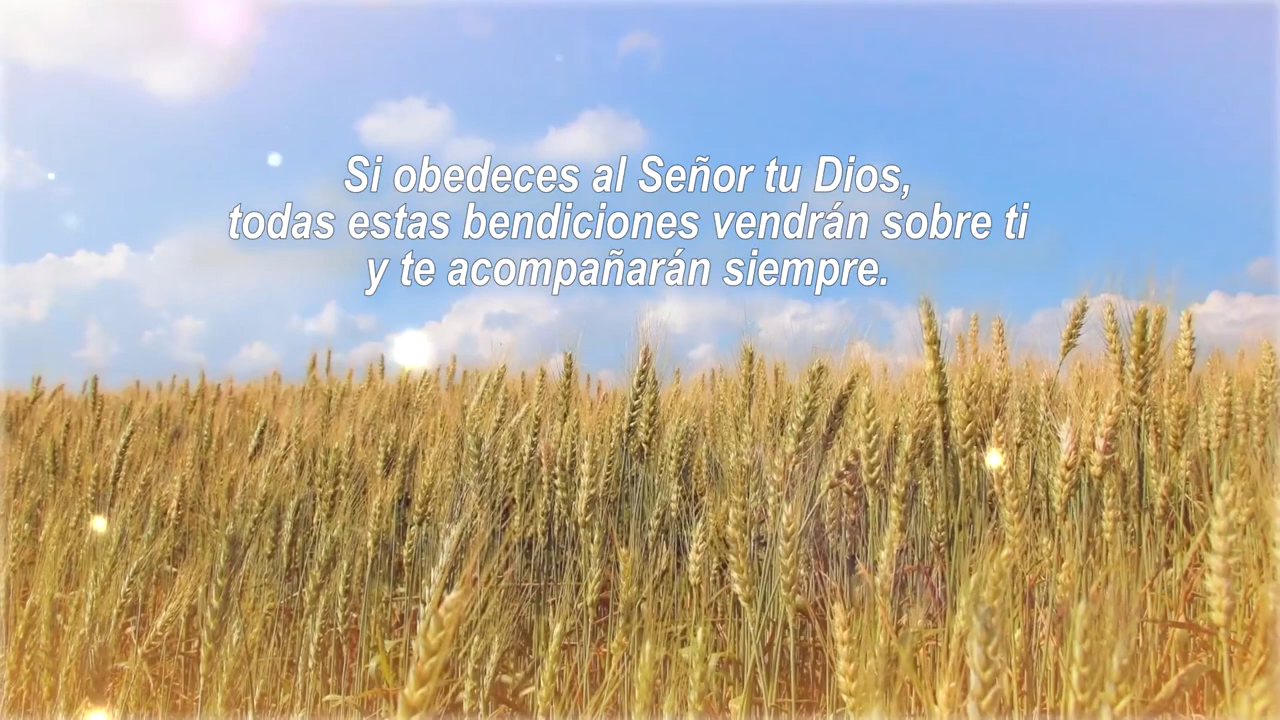 Si obedeces al Señor tu Dios,
todas estas bendiciones vendrán sobre ti
y te acompañarán siempre.